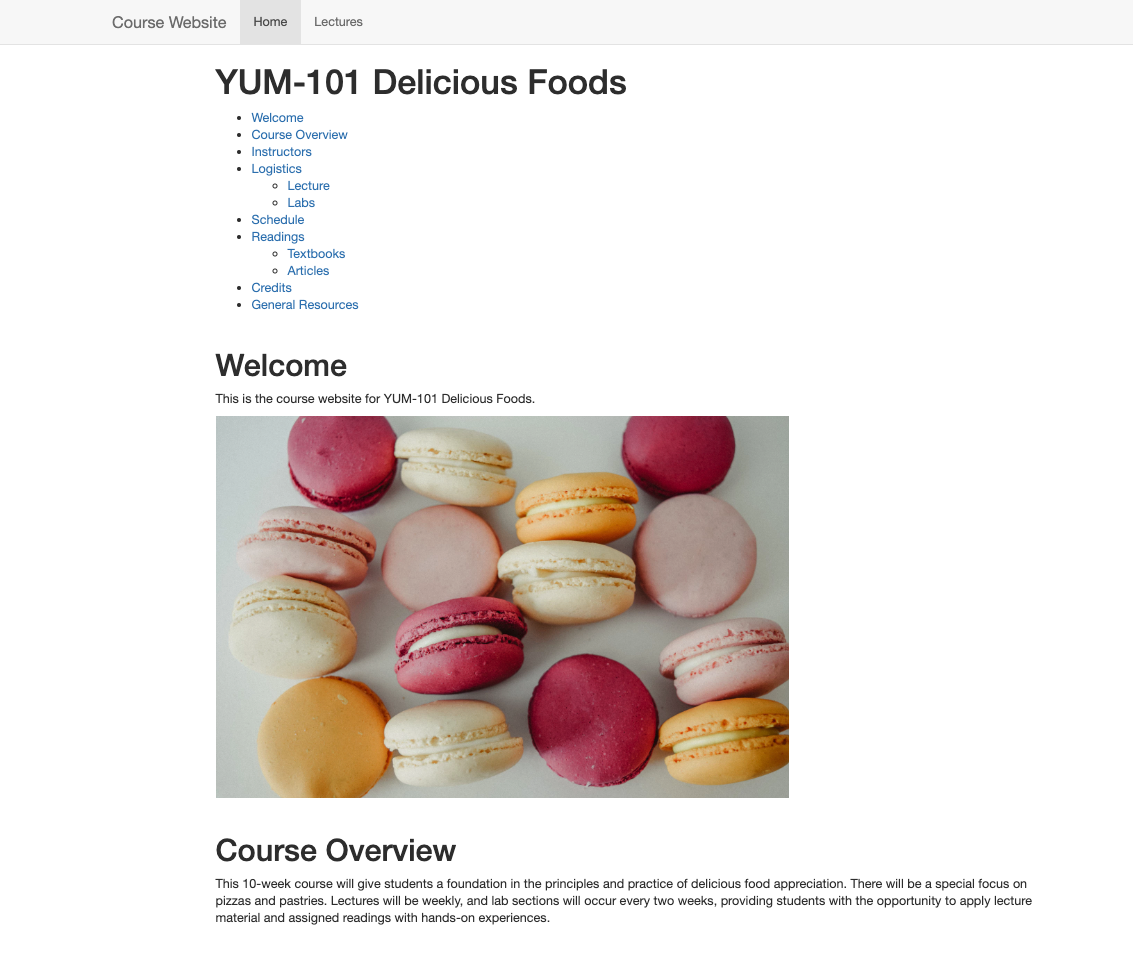 Course Website Home Lectures
YUM-101 Delicious Foods
Welcome
Course Overview
Instructors
Logistics
Lecture
Labs
Schedule
Readings
Textbooks
Articles
Credits
General Resources
Welcome
This is the course website for YUM-101 Delicious Foods.
Course Overview
This 10-week course will give students a foundation in the principles and practice of delicious food appreciation. There will be a special focus on
pizzas and pastries. Lectures will be weekly, and lab sections will occur every two weeks, providing students with the opportunity to apply lecture
material and assigned readings with hands-on experiences.